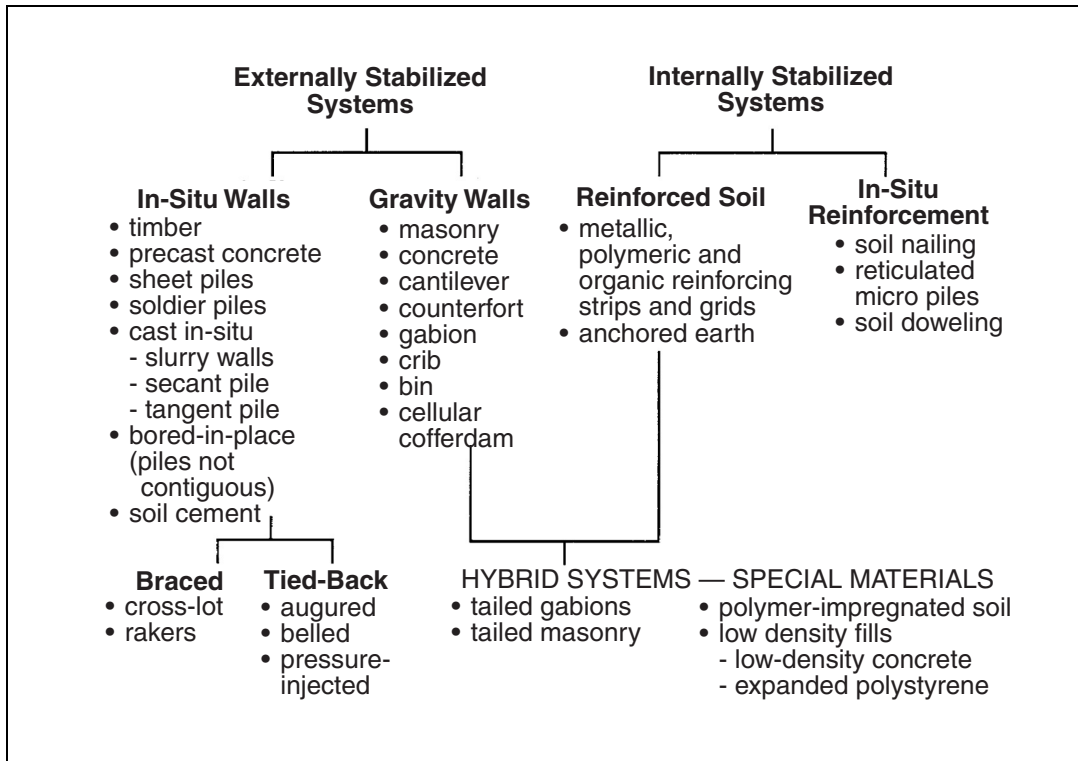 Externally Stabilized
Systems
Internally Stabilized
Systems
In-Situ Walls
• timber
• precast concrete
• sheet piles
• soldier piles
• cast in-situ
- slurry walls
- secant pile
- tangent pile
• bored-in-place
(piles not
contiguous)
• soil cement
Gravity Walls
• masonry
• concrete
• cantilever
• counterfort
• gabion
• crib
• bin
• cellular
cofferdam
Reinforced Soil
• metallic,
polymeric and
organic reinforcing
strips and grids
• anchored earth
In-Situ
Reinforcement
• soil nailing
• reticulated
micro piles
• soil doweling
Braced
• cross-lot
• rakers
Tied-Back
• augured
• belled
• pressure-
injected
HYBRID SYSTEMS — SPECIAL MATERIALS
• tailed gabions
• tailed masonry
• polymer-impregnated soil
• low density fills
- low-density concrete
- expanded polystyrene